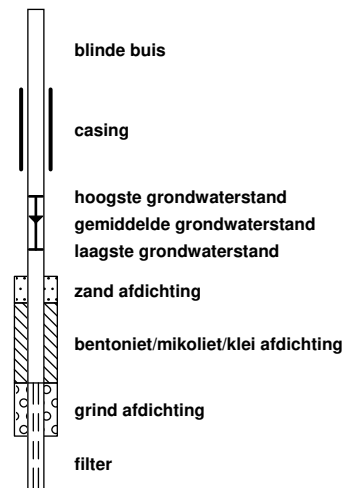 blinde buis
casing
hoogste grondwaterstand
gemiddelde grondwaterstand
laagste grondwaterstand
zand afdichting
bentoniet/mikoliet/klei afdichting
grind afdichting
filter